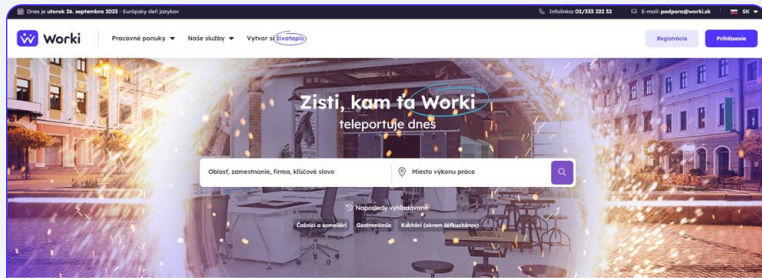 Dnes je utorok 26. septembra 2023 - Európsky deň jazykov
Infolinka: 02/333 222 32
E-mail: podpora@worki.sk
SK
Worki
Pracovné ponuky
Naše služby
Vytvor si životopis
Registrácia
Prihlásenie
Zisti, kam ťa Worki
teleportuje dnes
Oblasť, zamestnanie, firma, kľúčové slovo
Miesto výkonu práce
Naposledy vyhľadávané:
Čašníci a someliéri Gastronómia Kuchári (okrem šéfkuchárov)